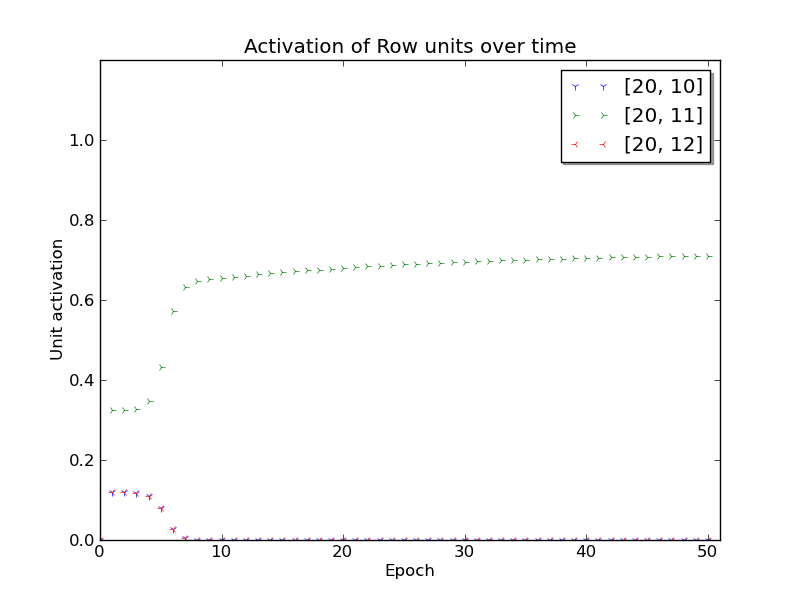 Activation of Row units over time
[20, 10]
[20, 11]
[20, 12]
Unit activation
1.0
0.8
0.6
0.4
0.2
0.0
0 10 20 30 40 50
Epoch